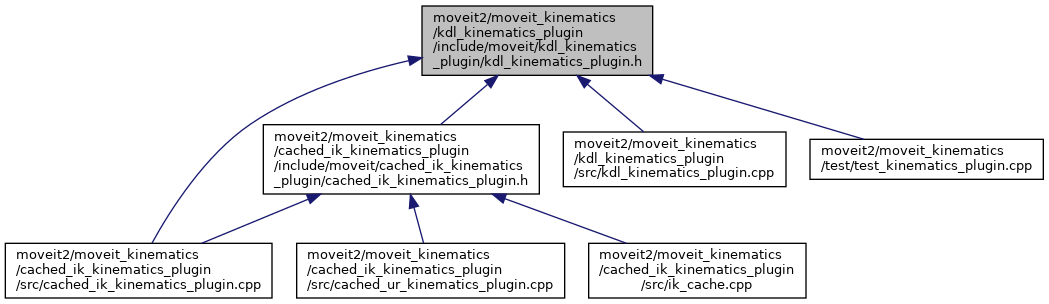 moveit2/moveit_kinematics
/kdl_kinematics_plugin
/include/moveit/kdl_kinematics
_plugin/kdl_kinematics_plugin.h
moveit2/moveit_kinematics
/cached_ik_kinematics_plugin
/include/moveit/cached_ik_kinematics
_plugin/cached_ik_kinematics_plugin.h
moveit2/moveit_kinematics
/kdl_kinematics_plugin
/src/kdl_kinematics_plugin.cpp
moveit2/moveit_kinematics
/test/test_kinematics_plugin.cpp
moveit2/moveit_kinematics
/cached_ik_kinematics_plugin
/src/cached_ik_kinematics_plugin.cpp
moveit2/moveit_kinematics
/cached_ik_kinematics_plugin
/src/cached_ur_kinematics_plugin.cpp
moveit2/moveit_kinematics
/cached_ik_kinematics_plugin
/src/ik_cache.cpp